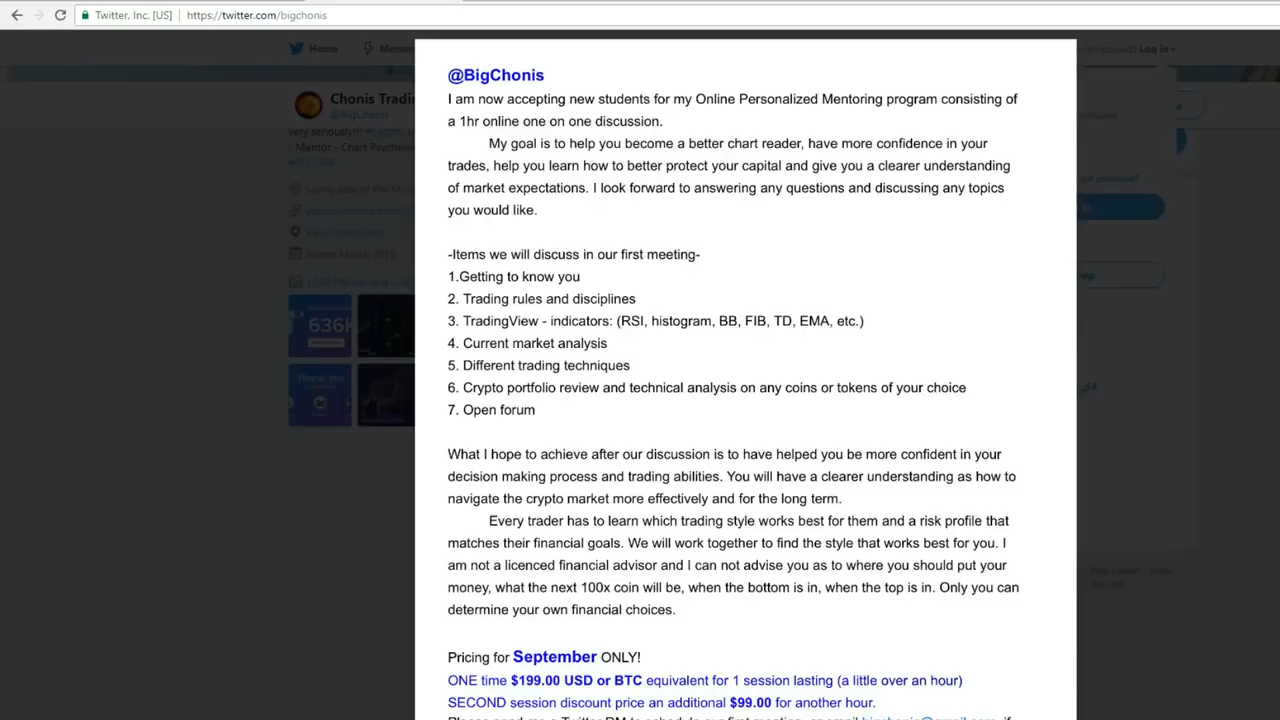 Twitter, Inc. [US] https://twitter.com/bigchonis
Home
Log in
Chonis Tradi
@BigChonis
@BigChonis
I am now accepting new students for my Online Personalized Mentoring program consisting of
a 1hr online one on one discussion.
My goal is to help you become a better chart reader, have more confidence in your
trades, help you learn how to better protect your capital and give you a clearer understanding
of market expectations. I look forward to answering any questions and discussing any topics
you would like.
-Items we will discuss in our first meeting-
1.Getting to know you
2. Trading rules and disciplines
3. TradingView - indicators: (RSI, histogram, BB, FIB, TD, EMA, etc.)
4. Current market analysis
5. Different trading techniques
6. Crypto portfolio review and technical analysis on any coins or tokens of your choice
7. Open forum
What I hope to achieve after our discussion is to have helped you be more confident in your
decision making process and trading abilities. You will have a clearer understanding as how to
navigate the crypto market more effectively and for the long term.
Every trader has to learn which trading style works best for them and a risk profile that
matches their financial goals. We will work together to find the style that works best for you. I
am not a licenced financial advisor and I can not advise you as to where you should put your
money, what the next 100x coin will be, when the bottom is in, when the top is in. Only you can
determine your own financial choices.
Pricing for September ONLY!
ONE time $199.00 USD or BTC equivalent for 1 session lasting (a little over an hour)
SECOND session discount price an additional $99.00 for another hour.
636K
Thank You